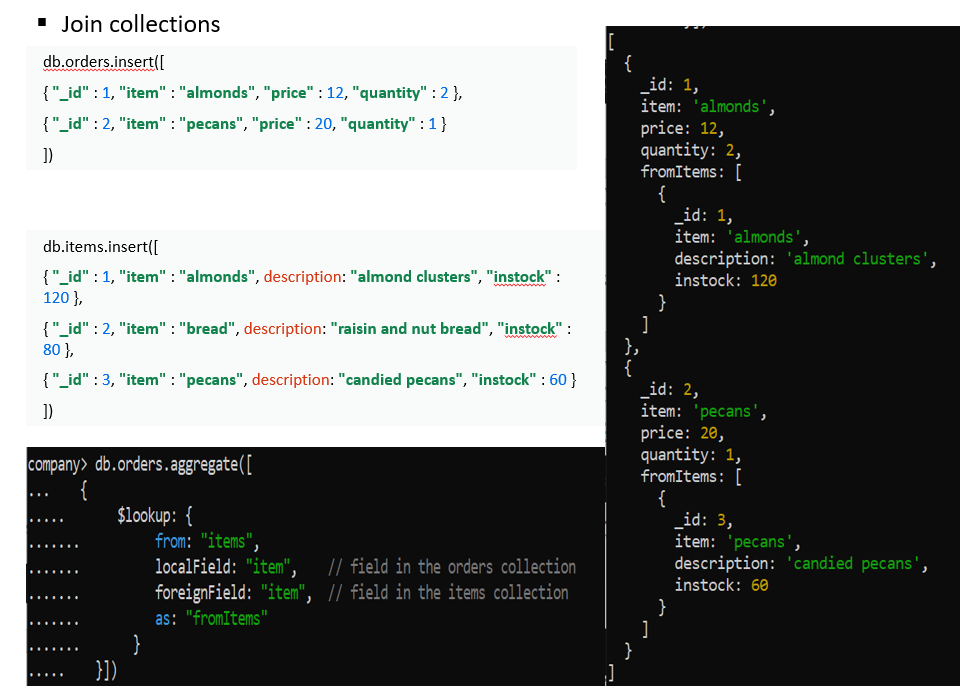 ▪ Join collections
db.orders.insert([
{ "_id" : 1, "item" : "almonds", "price" : 12, "quantity" : 2 },
{ "_id" : 2, "item" : "pecans", "price" : 20, "quantity" : 1 }
])
db.items.insert([
{ "_id" : 1, "item" : "almonds", description: "almond clusters", "instock" :
120 },
{ "_id" : 2, "item" : "bread", description: "raisin and nut bread", "instock" :
80 },
{ "_id" : 3, "item" : "pecans", description: "candied pecans", "instock" : 60 }
])
company> db.orders.aggregate([
... {
..... $lookup: {
....... from: "items",
....... localField: "item", // field in the orders collection
....... foreignField: "item", // field in the items collection
....... as: "fromItems"
....... }
..... }])
[
{
_id: 1,
item: 'almonds',
price: 12,
quantity: 2,
fromItems: [
{
_id: 1,
item: 'almonds',
description: 'almond clusters',
instock: 120
}
]
},
{
_id: 2,
item: 'pecans',
price: 20,
quantity: 1,
fromItems: [
{
_id: 3,
item: 'pecans',
description: 'candied pecans',
instock: 60
}
]
}
]